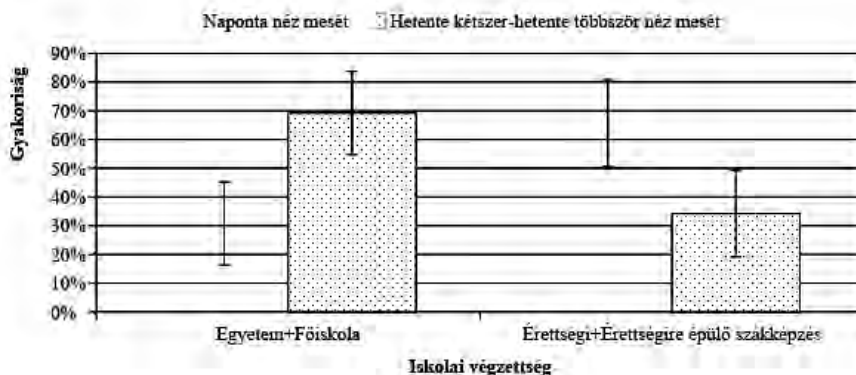 Naponta néz mesét Hetente kétszer-hetente többször néz mesét
90%
80%
70%
60%
50%
40%
30%
20%
10%
0%
Gyakoriság
Egyetem+Főiskola Érettségi+Érettségire épülő szakképzés
Iskolai végzettség